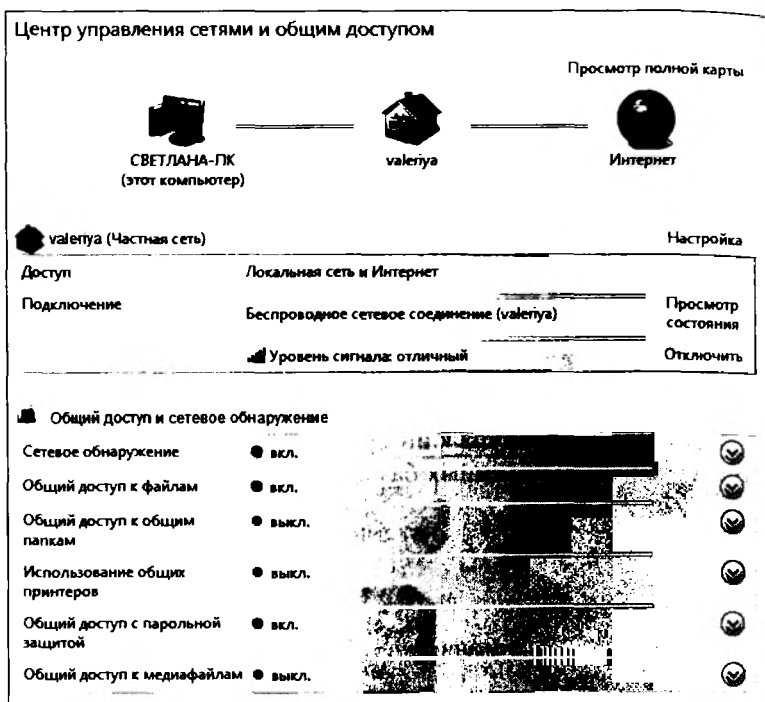 Центр управления сетями и общим доступом
Просмотр полной карты
СВЕТЛАНА-ПК
(этот компьютер)
valeriya
Интернет
valeriya (Частная сеть)
Настройка
Доступ
Локальная сеть и Интернет
Подключение
Беспроводное сетевое соединение (valeriya)
Просмотр
состояния
Уровень сигнала: отличный
Отключить
Общий доступ и сетевое обнаружение
Сетевое обнаружение
вкл.
Общий доступ к файлам
вкл.
Общий доступ к общим
папкам
выкл.
Использование общих
принтеров
выкл.
Общий доступ с парольной
защитой
вкл.
Общий доступ к медиафайлам
выкл.